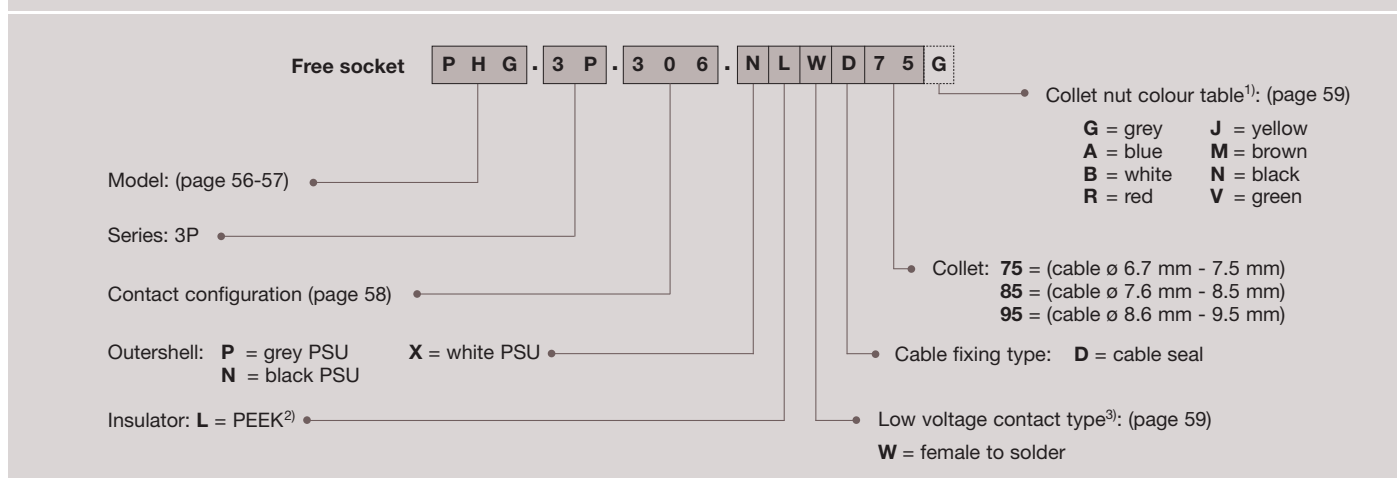 Free socket P H G . 3 P . 3 0 6 . N L W D 7 5 G
Collet nut colour table1): (page 59)
G = grey J = yellow
A = blue M = brown
B = white N = black
R = red V = green
Model: (page 56-57)
Series: 3P
Collet: 75 = (cable ø 6.7 mm - 7.5 mm)
85 = (cable ø 7.6 mm - 8.5 mm)
95 = (cable ø 8.6 mm - 9.5 mm)
Contact configuration (page 58)
Outershell: P = grey PSU X = white PSU
N = black PSU
Cable fixing type: D = cable seal
Insulator: L = PEEK2)
Low voltage contact type3): (page 59)
W = female to solder